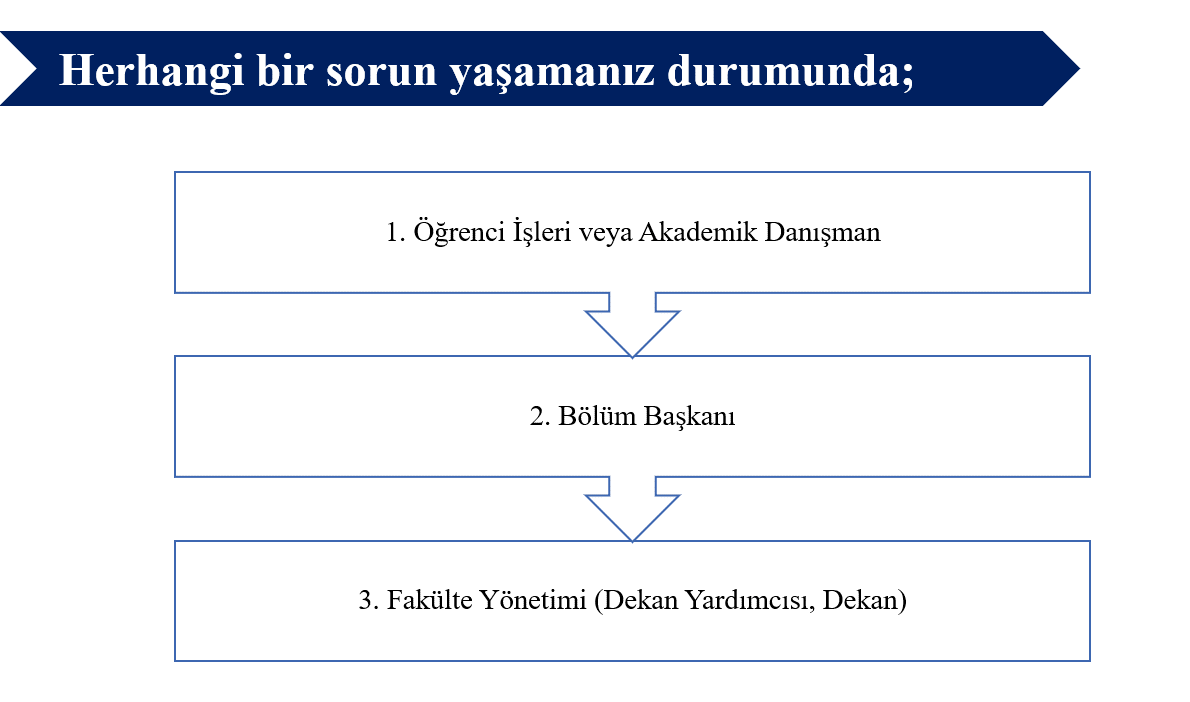 Herhangi bir sorun yaşamanız durumunda;
1. Öğrenci İşleri veya Akademik Danışman
2. Bölüm Başkanı
3. Fakülte Yönetimi (Dekan Yardımcısı, Dekan)